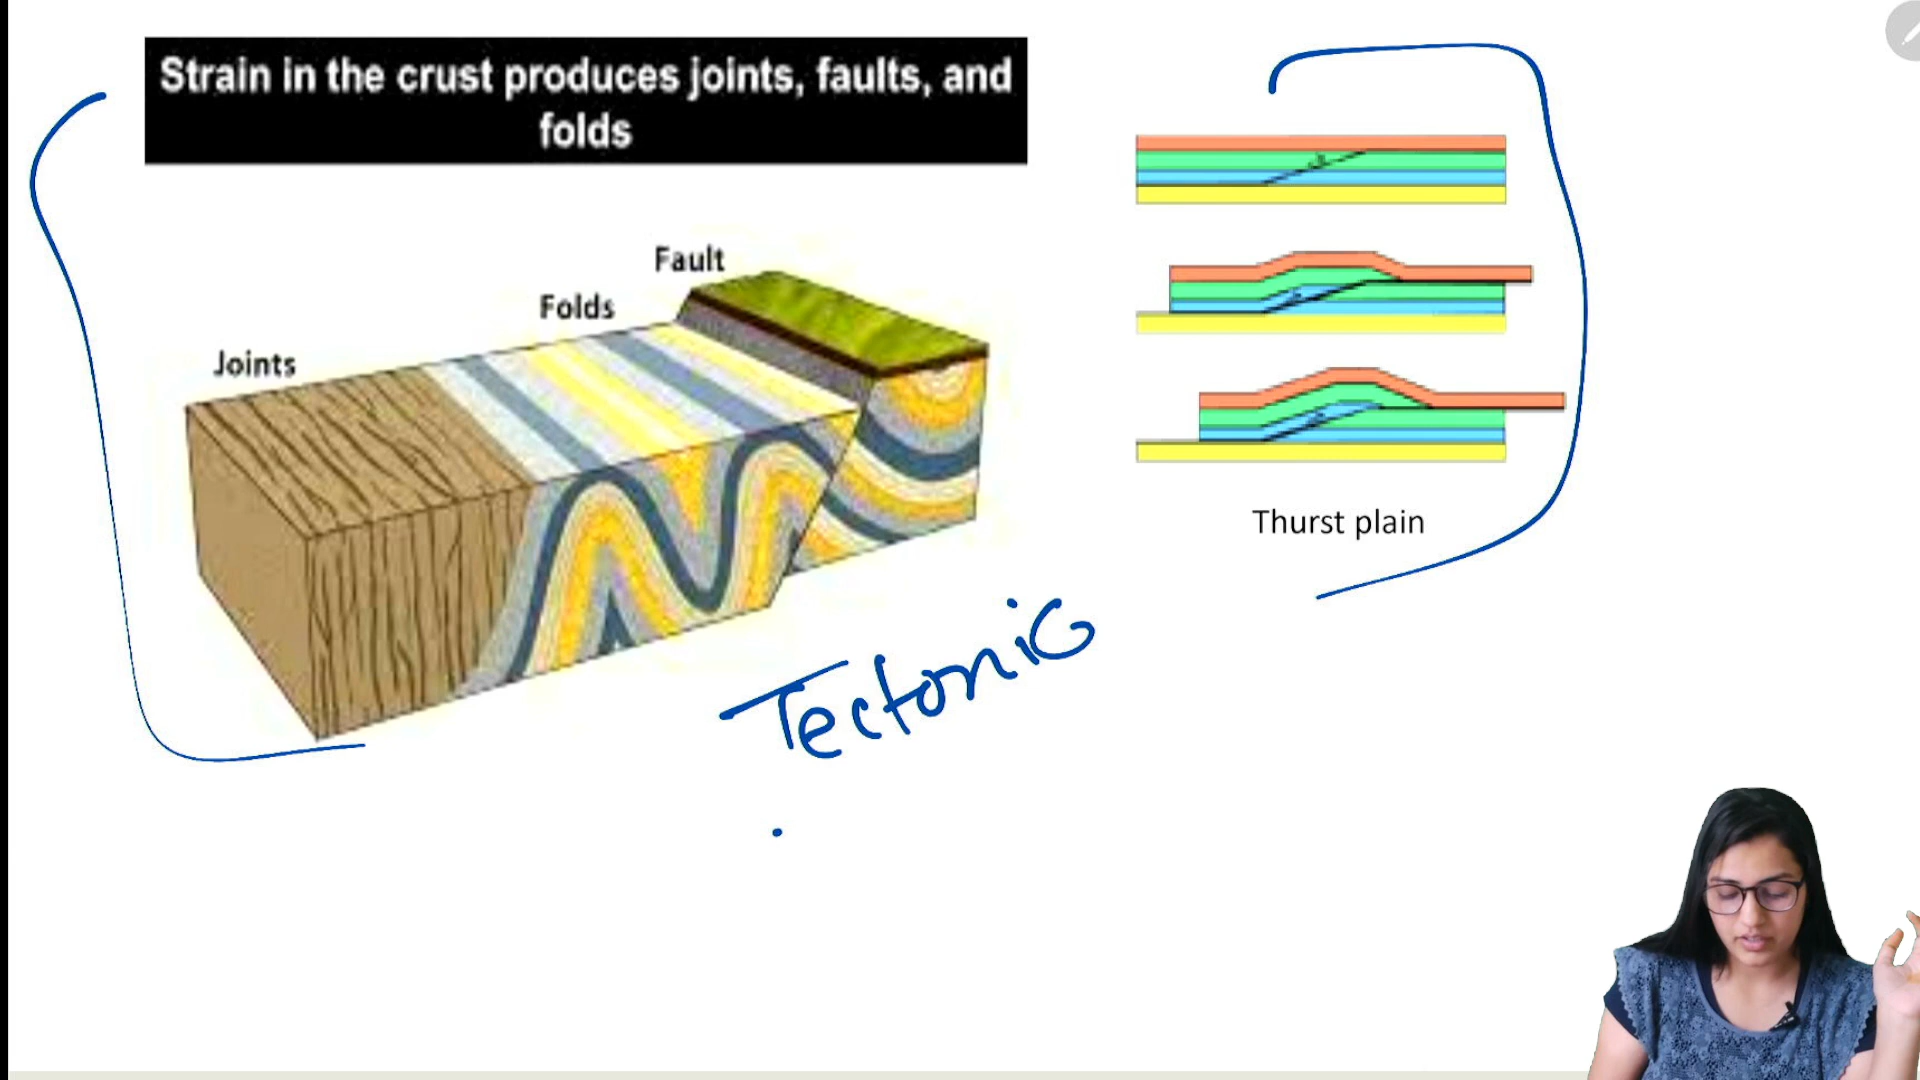 Strain in the crust produces joints, faults, and
folds
Fault
Folds
Joints
Thurst plain
Tectonic